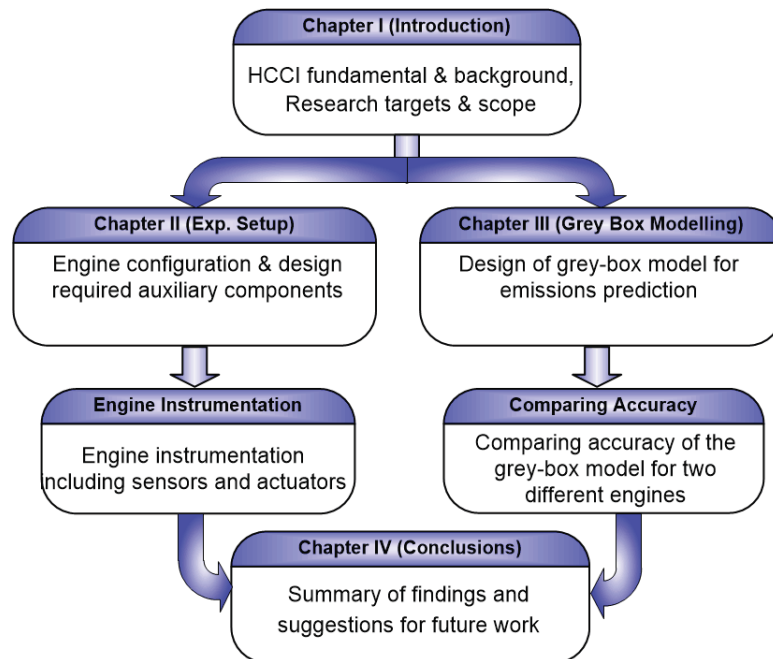 Chapter I (Introduction)
HCCI fundamental & background,
Research targets & scope
Chapter II (Exp. Setup)
Engine configuration & design
required auxiliary components
Chapter III (Grey Box Modelling)
Design of grey-box model for
emissions prediction
Engine Instrumentation
Engine instrumentation
including sensors and actuators
Comparing Accuracy
Comparing accuracy of the
grey-box model for two
different engines
Chapter IV (Conclusions)
Summary of findings and
suggestions for future work